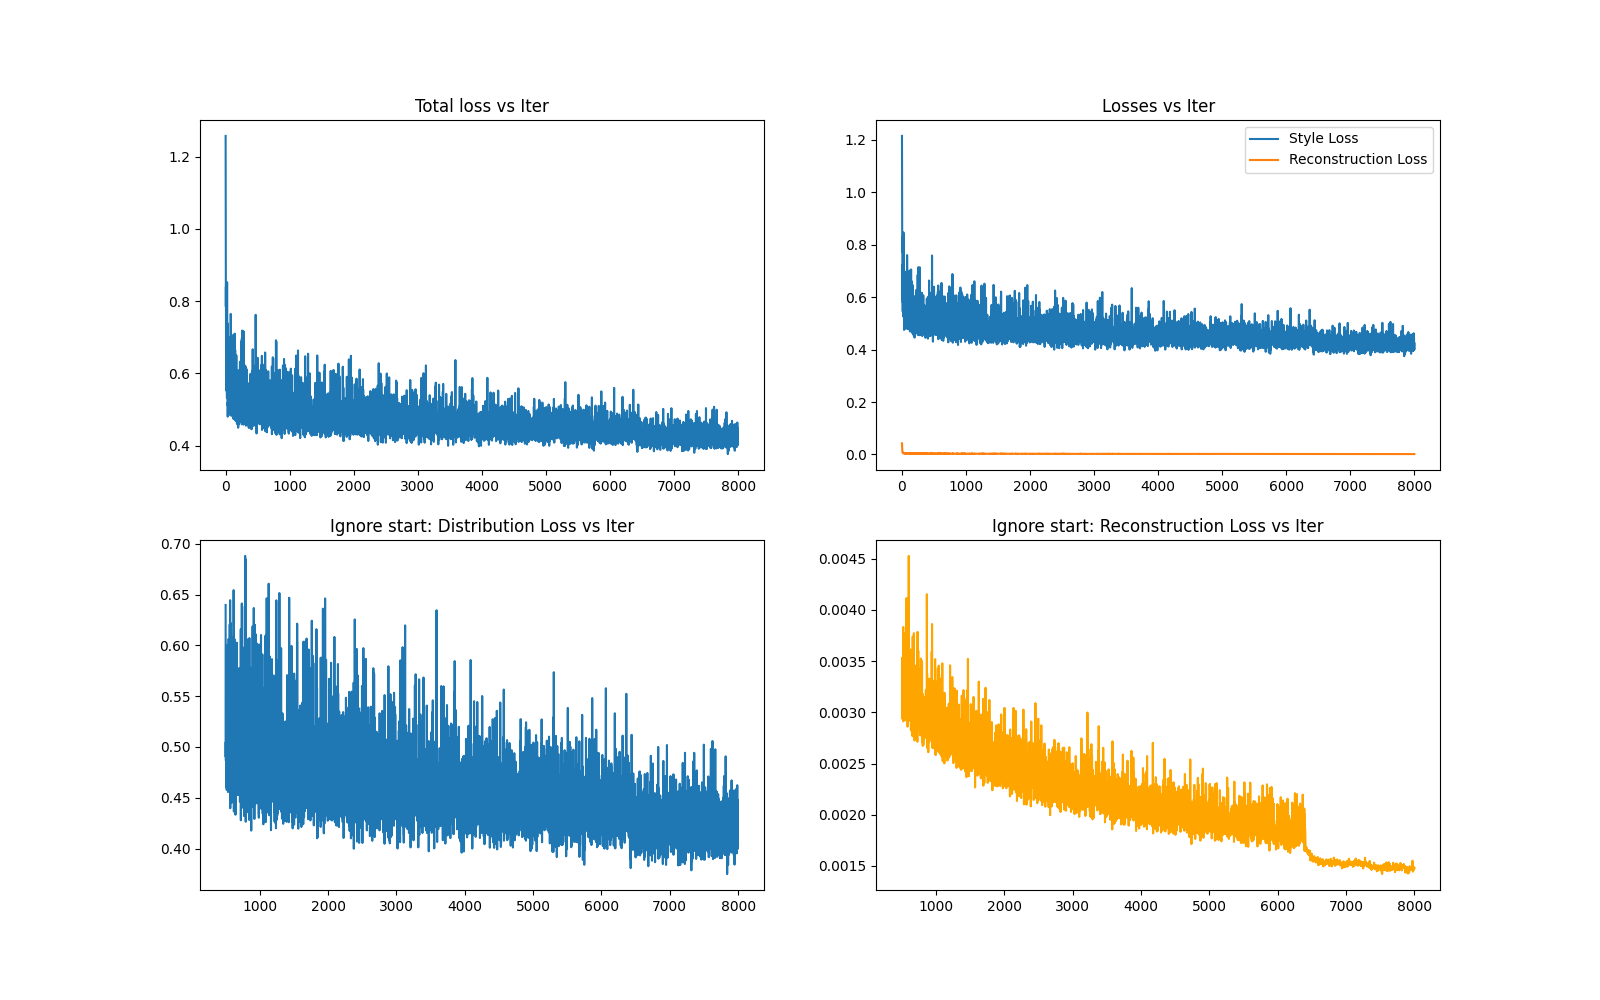 Total loss vs Iter
1.2
1.0
0.8
0.6
0.4
0 1000 2000 3000 4000 5000 6000 7000 8000
Losses vs Iter
Style Loss
Reconstruction Loss
1.2
1.0
0.8
0.6
0.4
0.2
0.0
0 1000 2000 3000 4000 5000 6000 7000 8000
Ignore start: Distribution Loss vs Iter
0.70
0.65
0.60
0.55
0.50
0.45
0.40
1000 2000 3000 4000 5000 6000 7000 8000
Ignore start: Reconstruction Loss vs Iter
0.0045
0.0040
0.0035
0.0030
0.0025
0.0020
0.0015
1000 2000 3000 4000 5000 6000 7000 8000